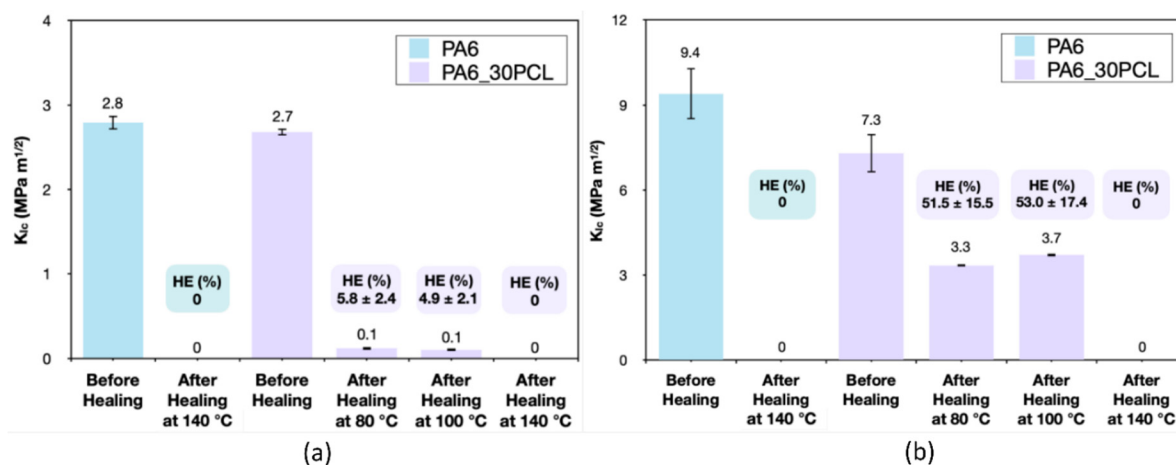 4
3
2
1
0
K₍Ic₎ (MPa m¹/²)
PA6
PA6_30PCL
2.8
2.7
HE (%)
0
HE (%)
5.8 ± 2.4
HE (%)
4.9 ± 2.1
HE (%)
0
0
0.1
0.1
0
Before
Healing
After
Healing
at 140 °C
Before
Healing
After
Healing
at 80 °C
After
Healing
at 100 °C
After
Healing
at 140 °C
(a)
12
9
6
3
0
K₍Ic₎ (MPa m¹/²)
PA6
PA6_30PCL
9.4
7.3
HE (%)
0
HE (%)
51.5 ± 15.5
HE (%)
53.0 ± 17.4
HE (%)
0
0
3.3
3.7
0
Before
Healing
After
Healing
at 140 °C
Before
Healing
After
Healing
at 80 °C
After
Healing
at 100 °C
After
Healing
at 140 °C
(b)